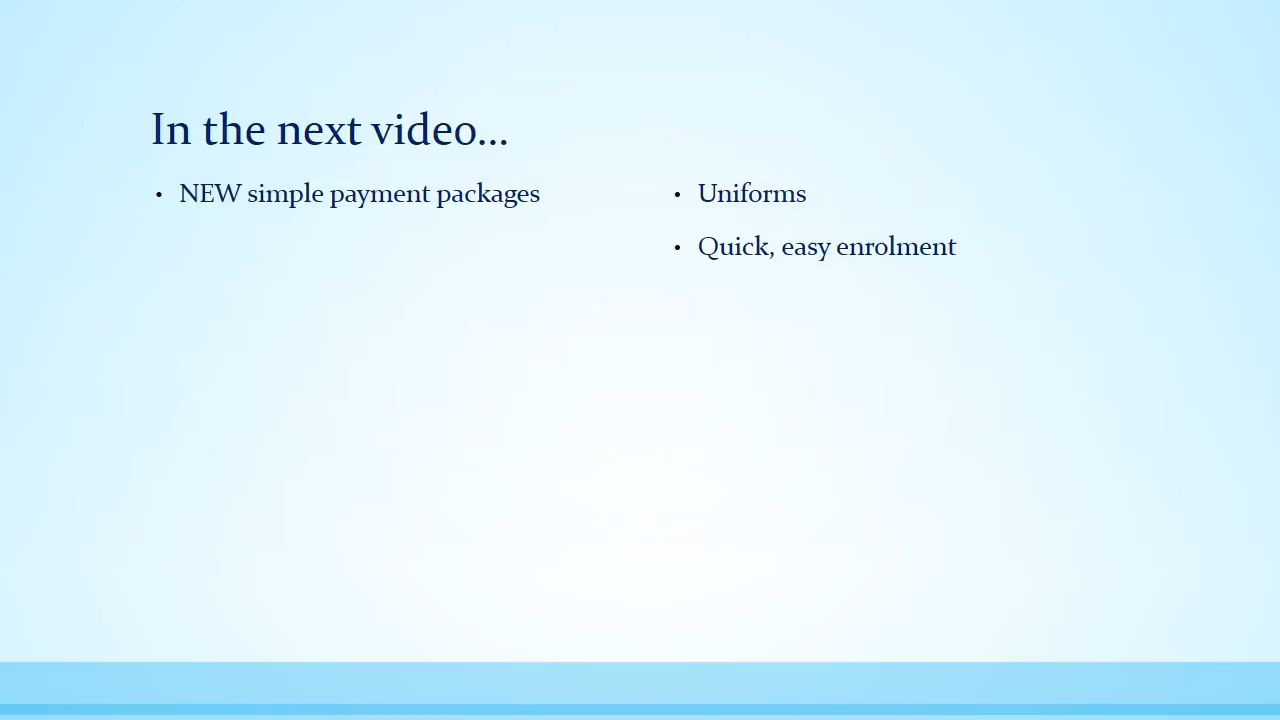 In the next video...
• NEW simple payment packages
• Uniforms
• Quick, easy enrolment